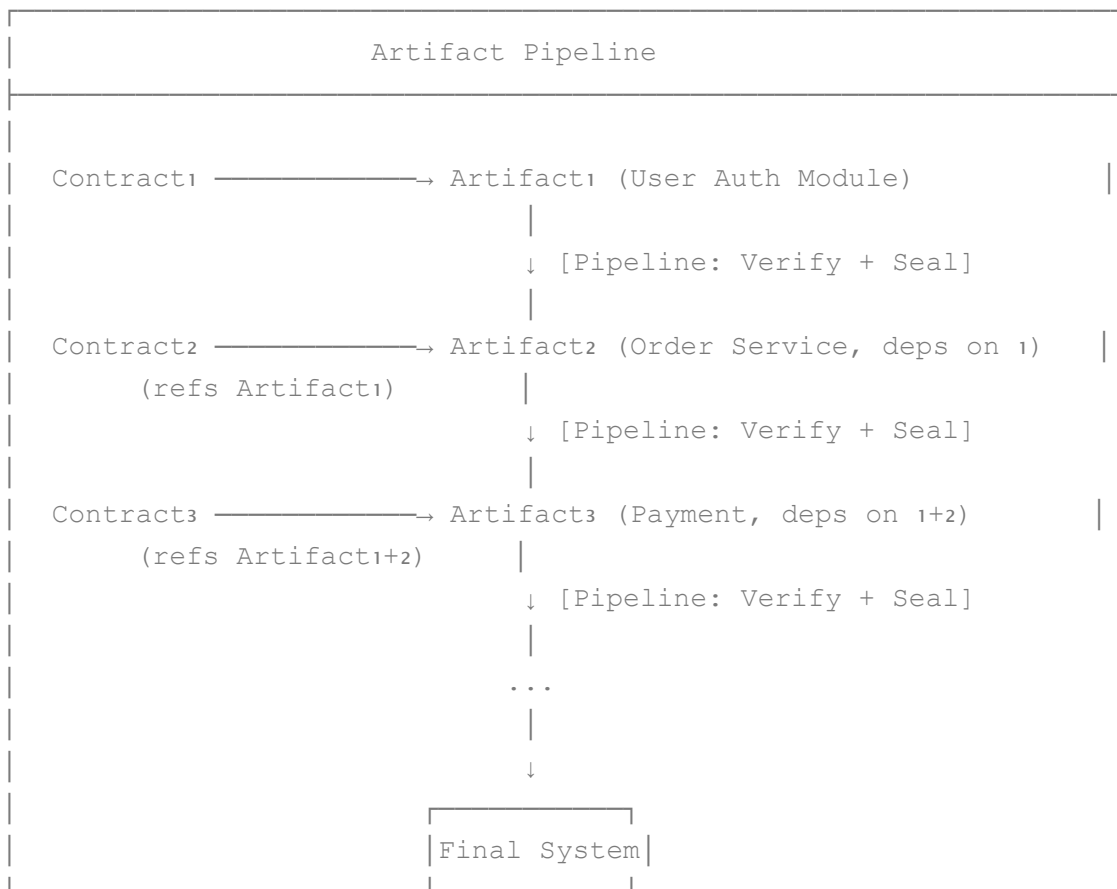 Artifact Pipeline
Contract₁ ────────────→ Artifact₁ (User Auth Module)
↓ [Pipeline: Verify + Seal]
Contract₂ ────────────→ Artifact₂ (Order Service, deps on ₁)
(refs Artifact₁)
↓ [Pipeline: Verify + Seal]
Contract₃ ────────────→ Artifact₃ (Payment, deps on ₁+₂)
(refs Artifact₁+₂)
↓ [Pipeline: Verify + Seal]
...
↓
Final System